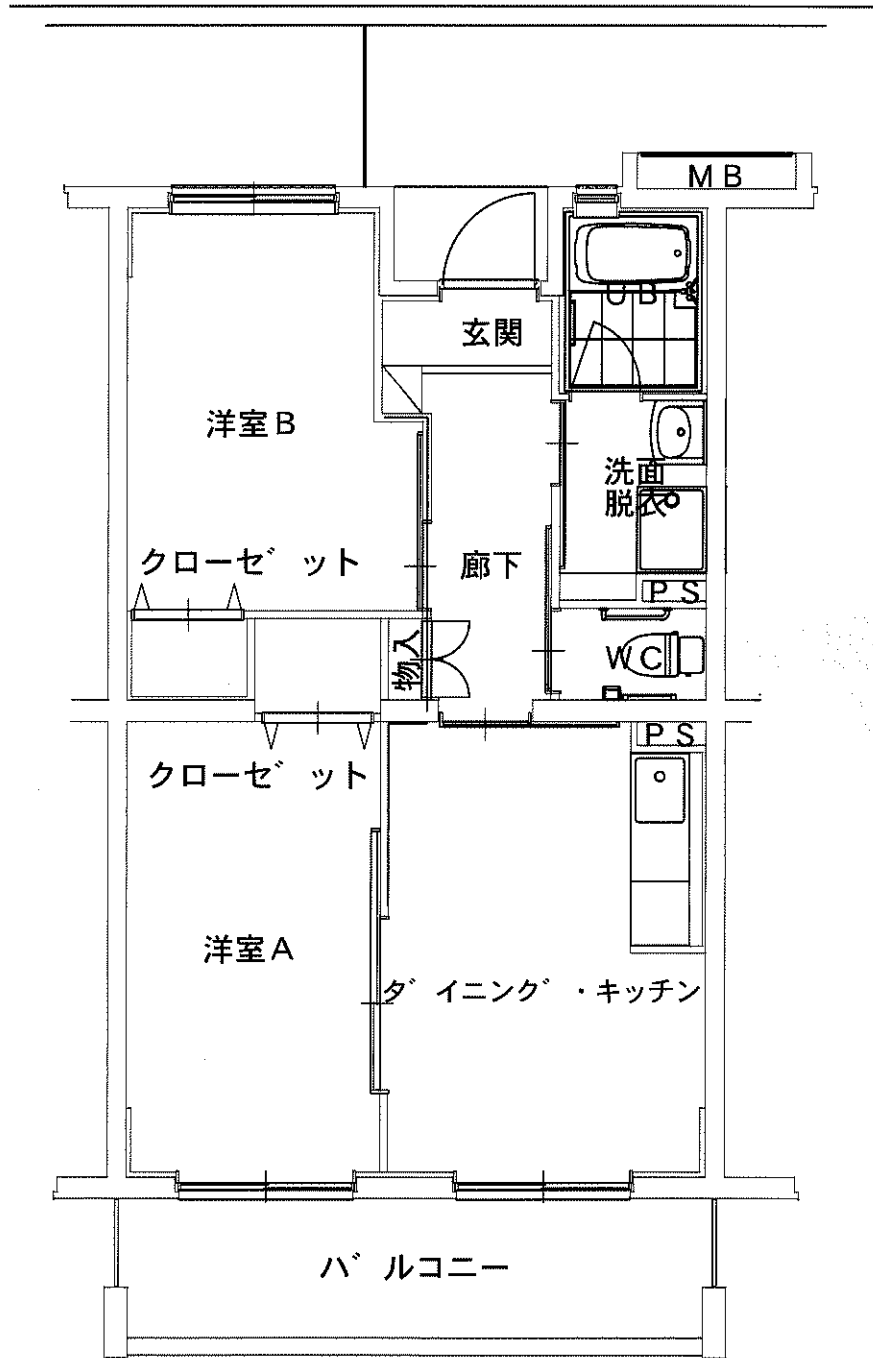 MB
UB
玄関
洋室B
洗面
脱衣
クローゼット
廊下
PS
物入
WC
PS
クローゼット
洋室A
ダイニング・キッチン
バルコニー